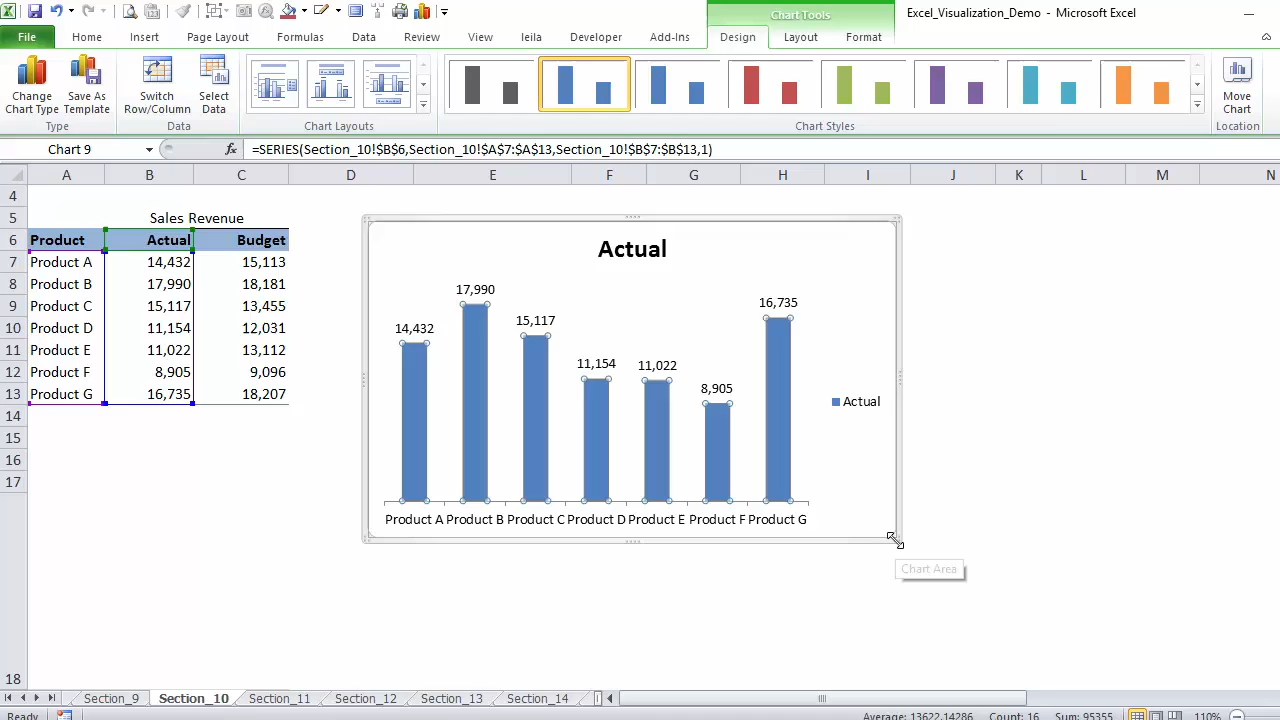 Chart Tools
Excel_Visualization_Demo - Microsoft Excel
File Home Insert Page Layout Formulas Data Review View leila Developer Add-Ins Design Layout Format
Change Chart Type
Save As Template
Switch Row/Column
Select Data
Move Chart
Type Data Chart Layouts Chart Styles Location
Chart 9 fx =SERIES(Section_10!$B$6,Section_10!$A$7:$A$13,Section_10!$B$7:$B$13,1)
A B C D E F G H I J K L M N
4
5 Sales Revenue
6 Product Actual Budget
7 Product A 14,432 15,113
8 Product B 17,990 18,181
9 Product C 15,117 13,455
10 Product D 11,154 12,031
11 Product E 11,022 13,112
12 Product F 8,905 9,096
13 Product G 16,735 18,207
14
15
16
17
18
Actual
14,432 17,990 15,117 11,154 11,022 8,905 16,735
Actual
Product A Product B Product C Product D Product E Product F Product G
Chart Area
Section_9 Section_10 Section_11 Section_12 Section_13 Section_14
Ready Average: 13622.14286 Count: 16 Sum: 95355 110%